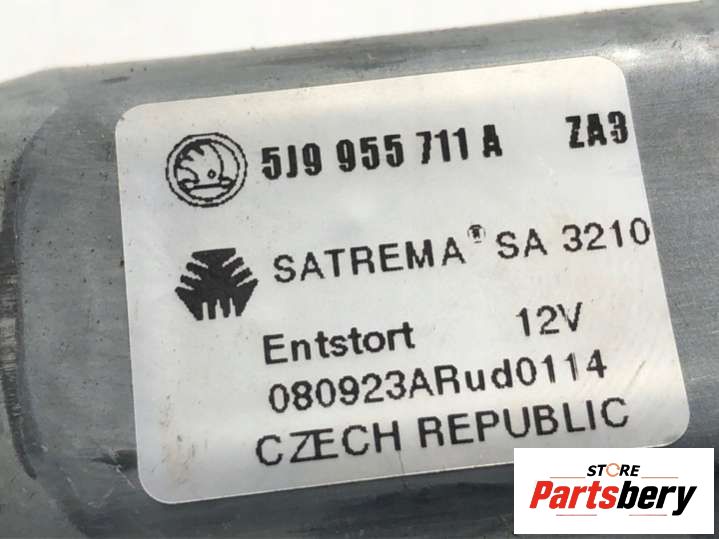 5J9 955 711 A ZA3
SATREMA® SA 3210
Entstort 12V
080923ARud0114
CZECH REPUBLIC
STORE
Partsbery